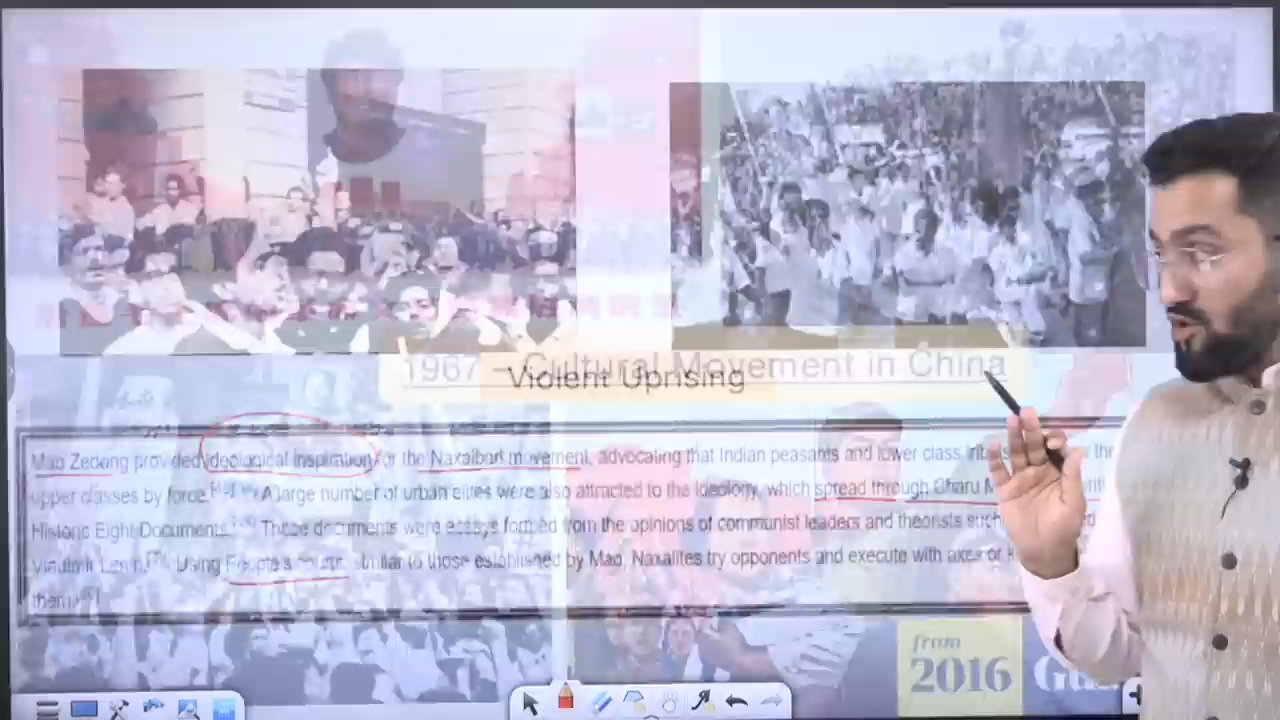 1967 – Cultural Movement in China
Violent Uprising
Mao Zedong provided ideological inspiration for the Naxalbari movement, advocating that Indian peasants and lower class
upper classes by force. A large number of urban elites were also attracted to the ideology, which spread through Charu
Historic Eight Documents. These documents were essays formed from the opinions of communist leaders and theorists such
Vladimir Lenin. Using People's courts, similar to those established by Mao, Naxalites try opponents and execute with axes or
them.
from
2016